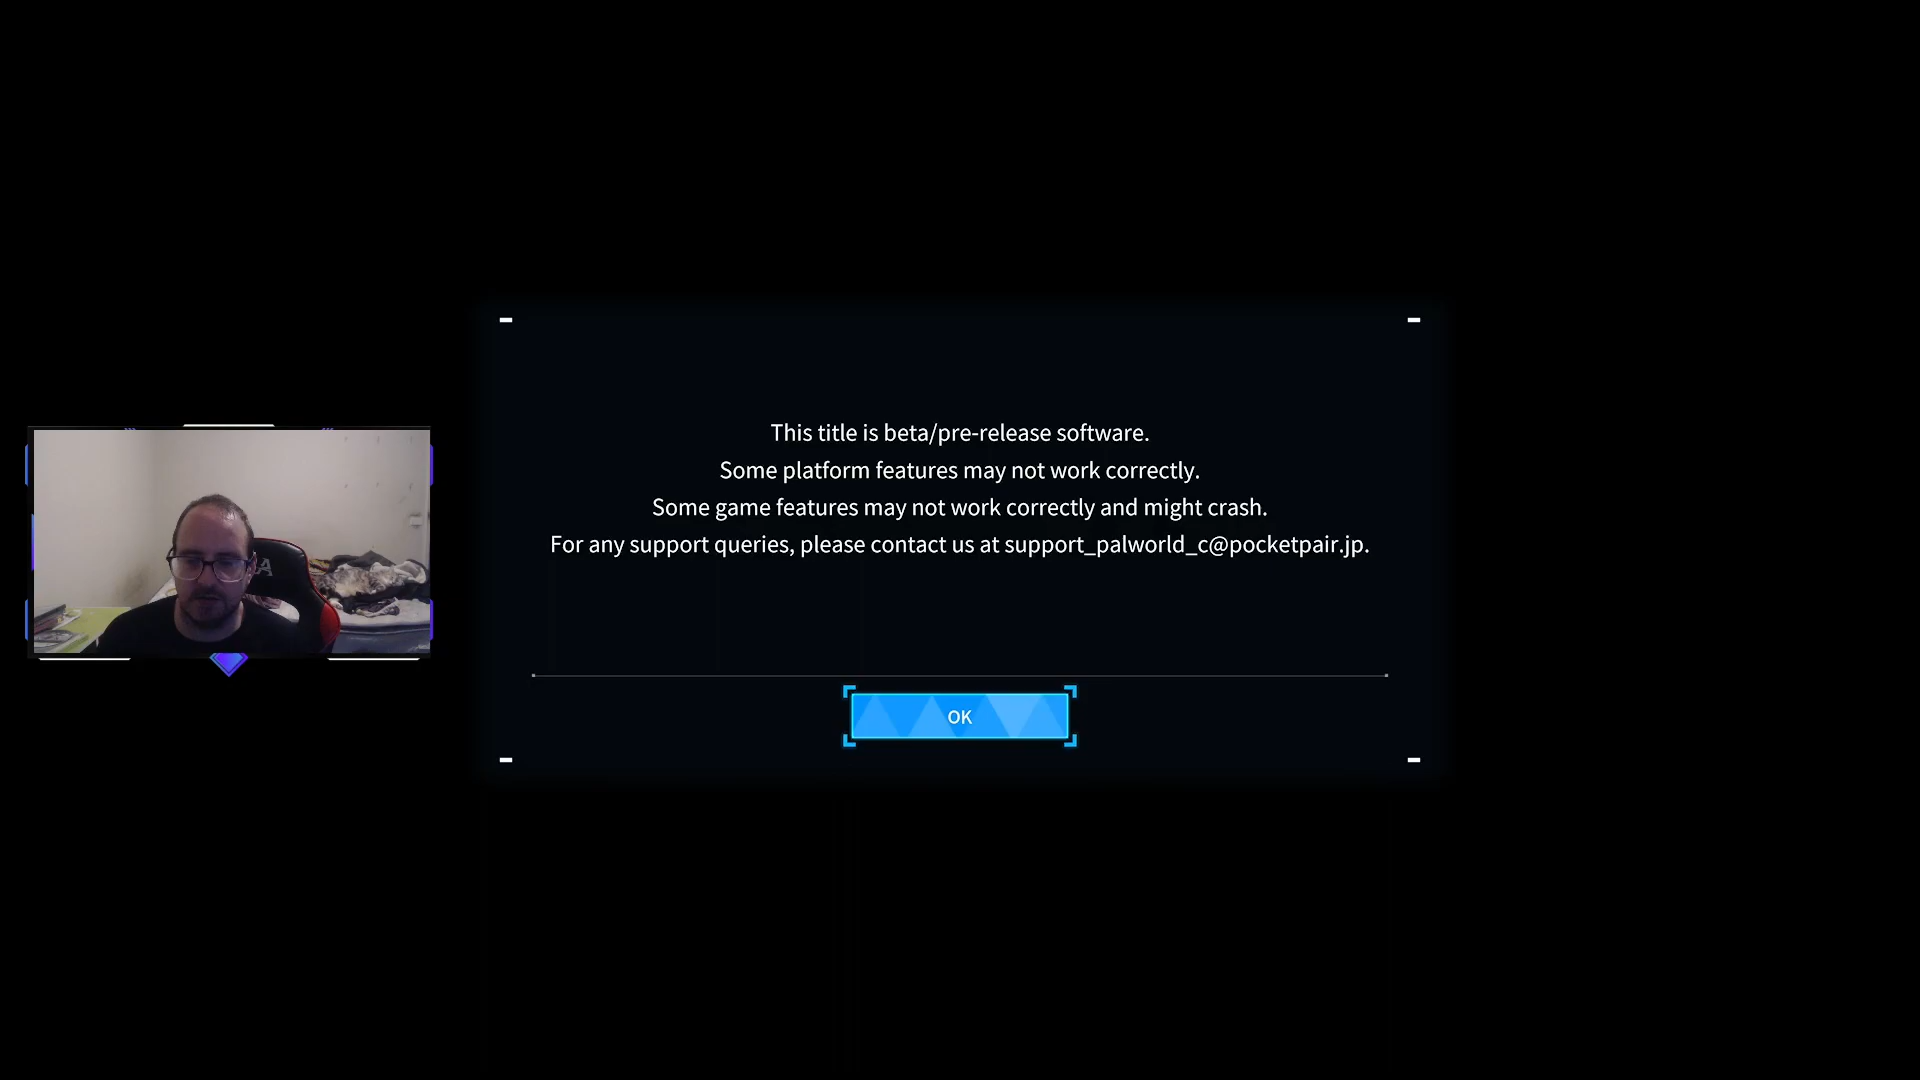 This title is beta/pre-release software.
Some platform features may not work correctly.
Some game features may not work correctly and might crash.
For any support queries, please contact us at support_palworld_c@pocketpair.jp.
OK